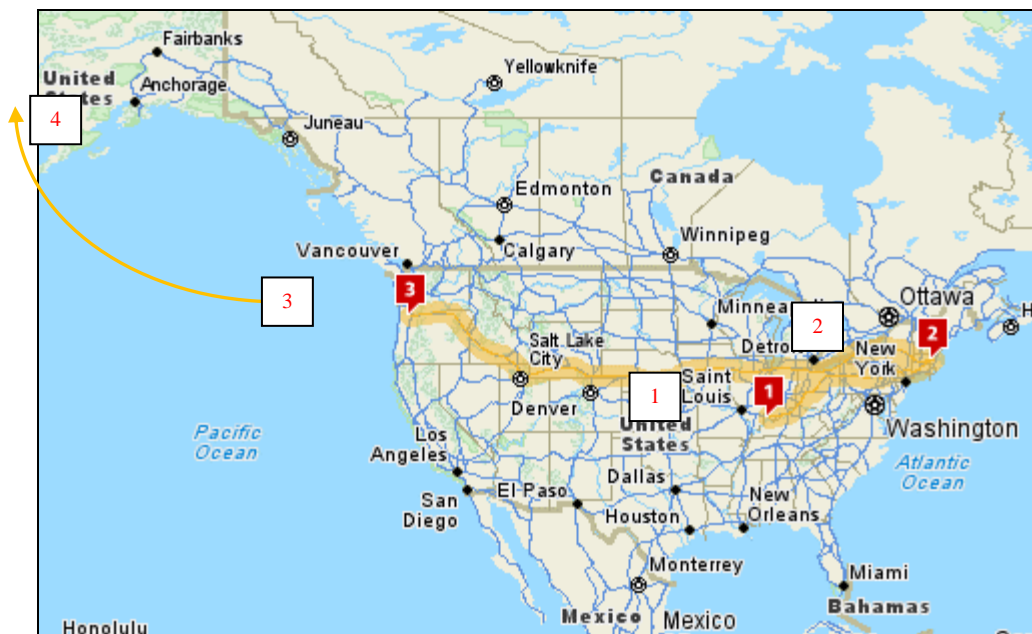 Fairbanks
United
States
Anchorage
4
Yellowknife
Juneau
Edmonton
Canada
Vancouver
Calgary
Winnipeg
3
3
Minnea
2
Ottawa
H
Salt Lake
City
Detro
New
York
2
Denver
1
Saint
Louis
1
United
States
Washington
Pacific
Ocean
Los
Angeles
Atlantic
Ocean
San
Diego
El Paso
Dallas
Houston
New
Orleans
Monterrey
Miami
Bahamas
Mexico
Mexico
Honolulu